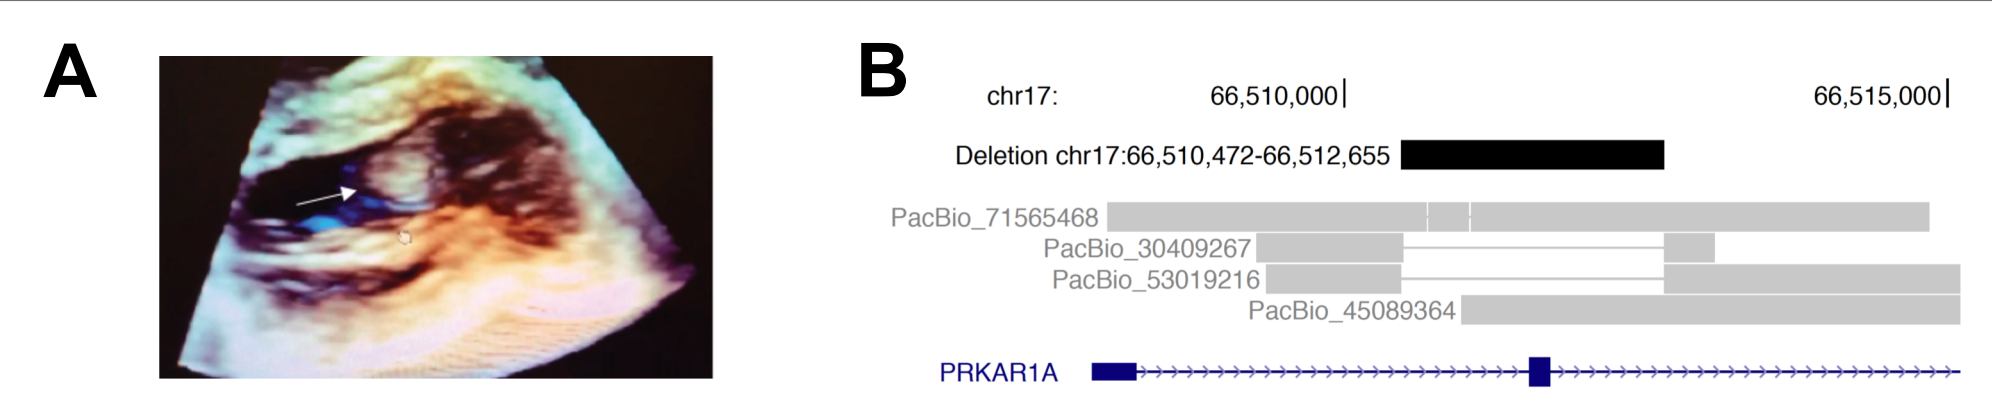 A
B
chr17:
66,510,000
66,515,000
Deletion chr17:66,510,472-66,512,655
PacBio_71565468
PacBio_30409267
PacBio_53019216
PacBio_45089364
PRKAR1A